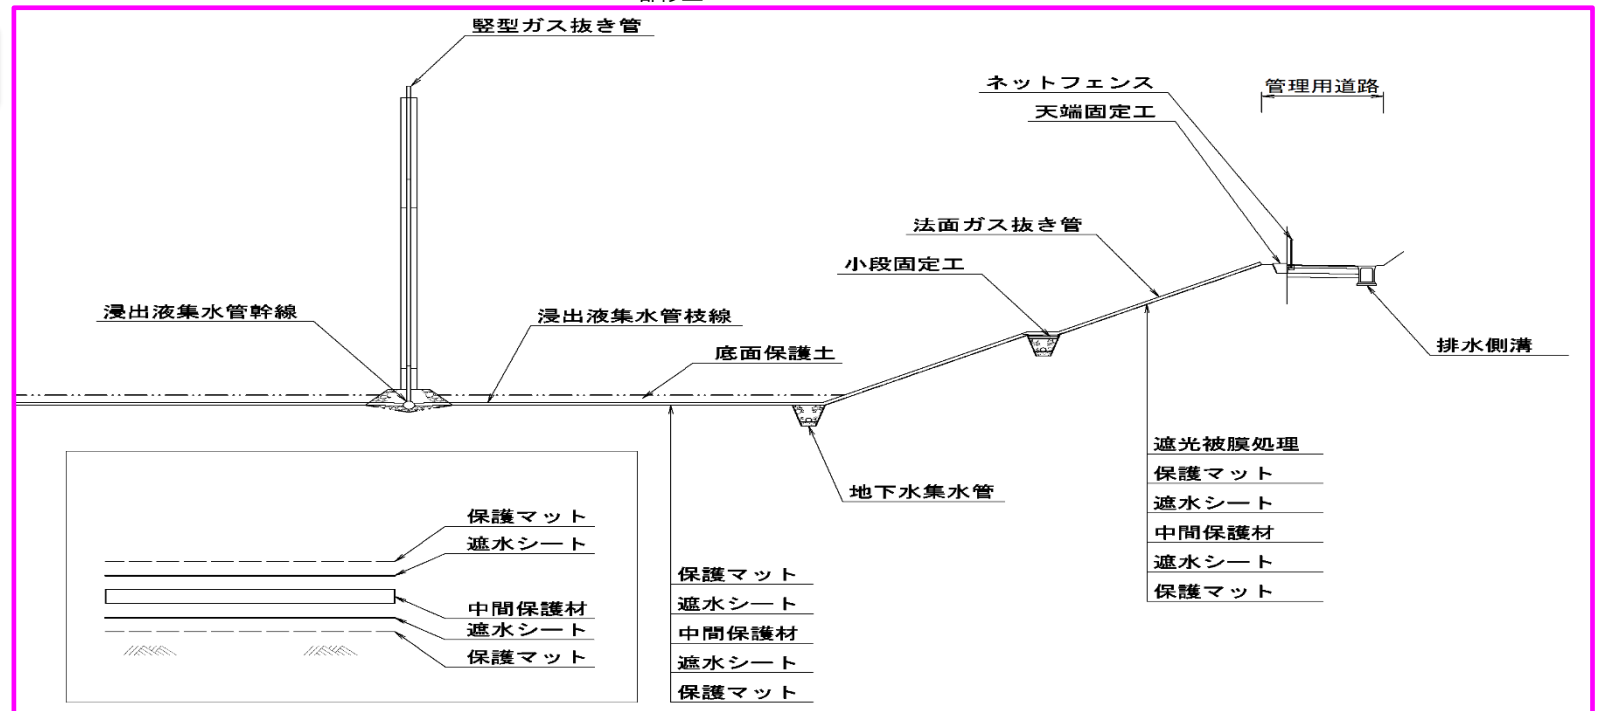 竪型ガス抜き管
ネットフェンス
管理用道路
天端固定工
法面ガス抜き管
小段固定工
浸出液集水管幹線
浸出液集水管枝線
底面保護土
排水側溝
地下水集水管
遮光被膜処理
保護マット
遮水シート
中間保護材
遮水シート
保護マット
保護マット
遮水シート
中間保護材
遮水シート
保護マット
保護マット
遮水シート
中間保護材
遮水シート
保護マット